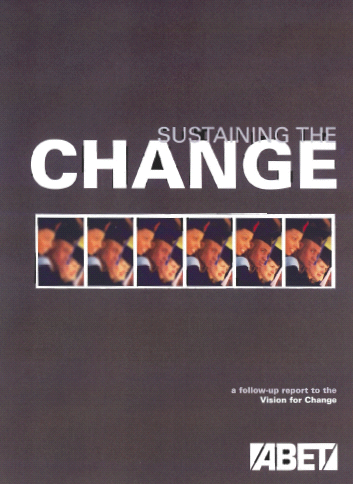 SUSTAINING THE
CHANGE
a follow-up report to the
Vision for Change
ABET